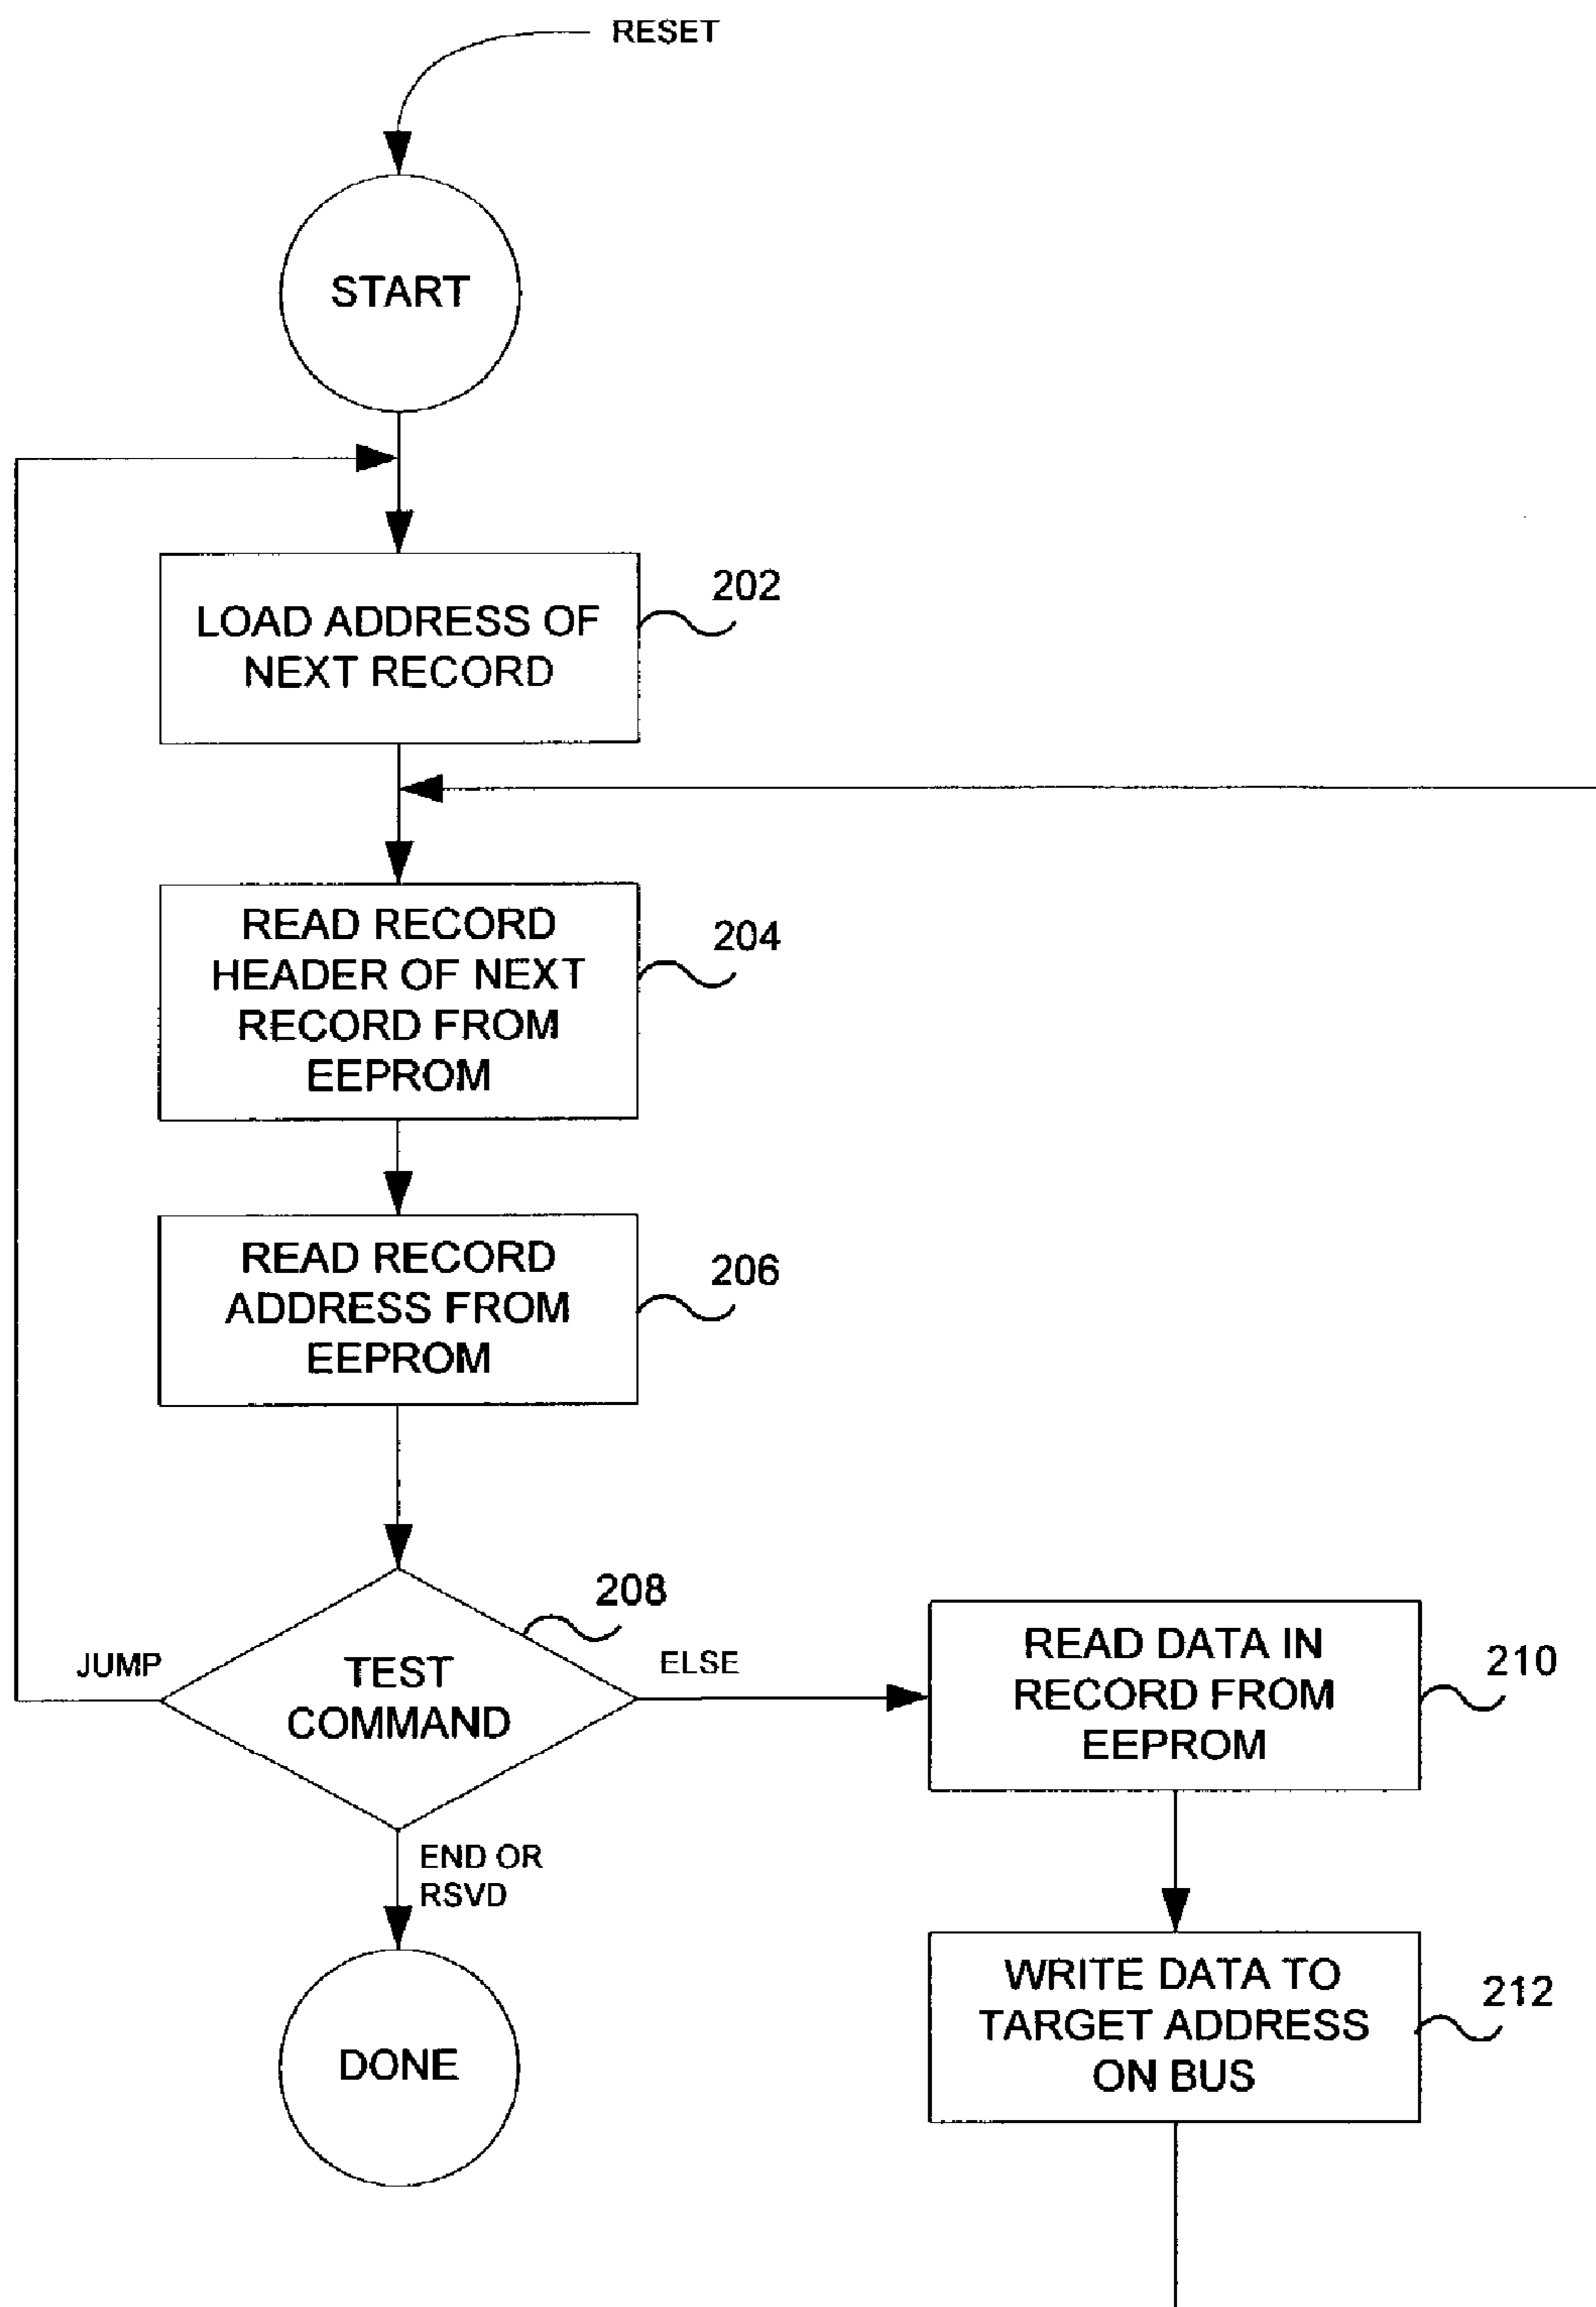 RESET
START
202
LOAD ADDRESS OF
NEXT RECORD
204
READ RECORD
HEADER OF NEXT
RECORD FROM
EEPROM
206
READ RECORD
ADDRESS FROM
EEPROM
208
JUMP
TEST
COMMAND
ELSE
READ DATA IN
RECORD FROM
EEPROM
210
END OR
RSVD
WRITE DATA TO
TARGET ADDRESS
ON BUS
212
DONE